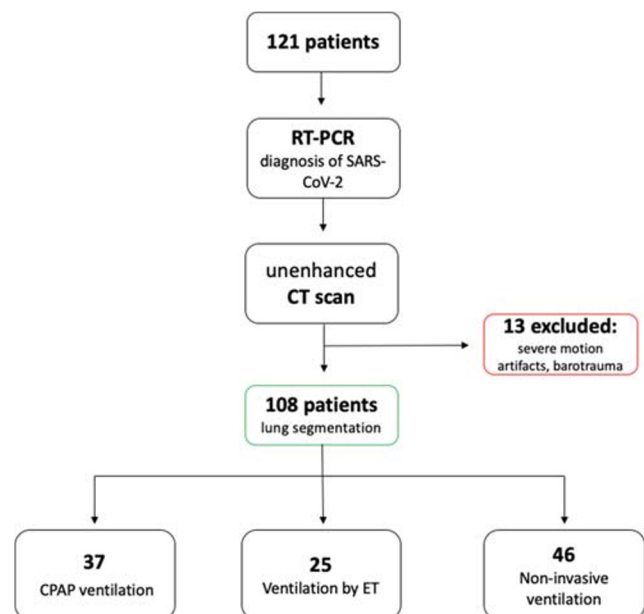 121 patients
RT-PCR
diagnosis of SARS-
CoV-2
unenhanced
CT scan
13 excluded:
severe motion
artifacts, barotrauma
108 patients
lung segmentation
37
CPAP ventilation
25
Ventilation by ET
46
Non-invasive
ventilation